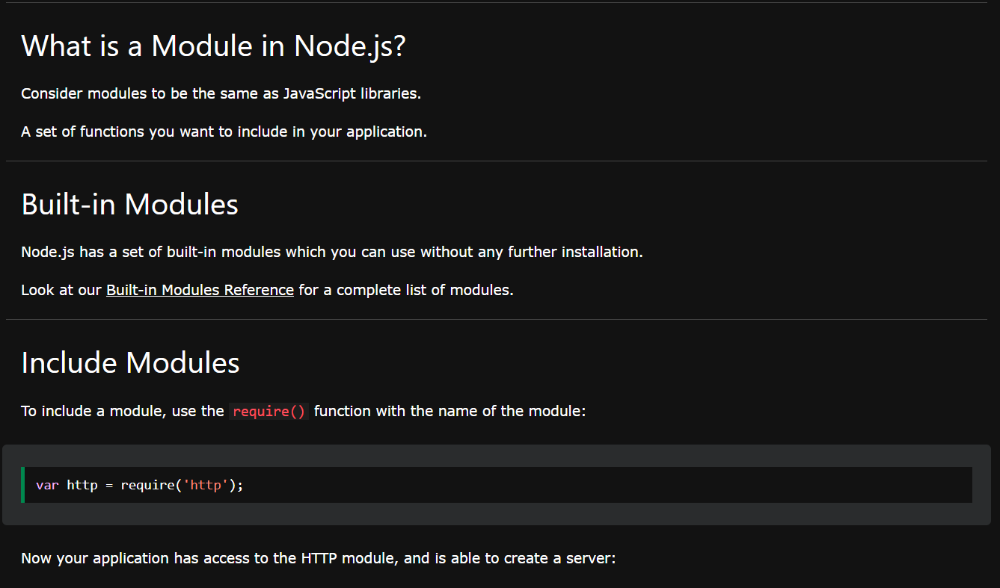 What is a Module in Node.js?
Consider modules to be the same as JavaScript libraries.
A set of functions you want to include in your application.
Built-in Modules
Node.js has a set of built-in modules which you can use without any further installation.
Look at our Built-in Modules Reference for a complete list of modules.
Include Modules
To include a module, use the require() function with the name of the module:
var http = require('http');
Now your application has access to the HTTP module, and is able to create a server: